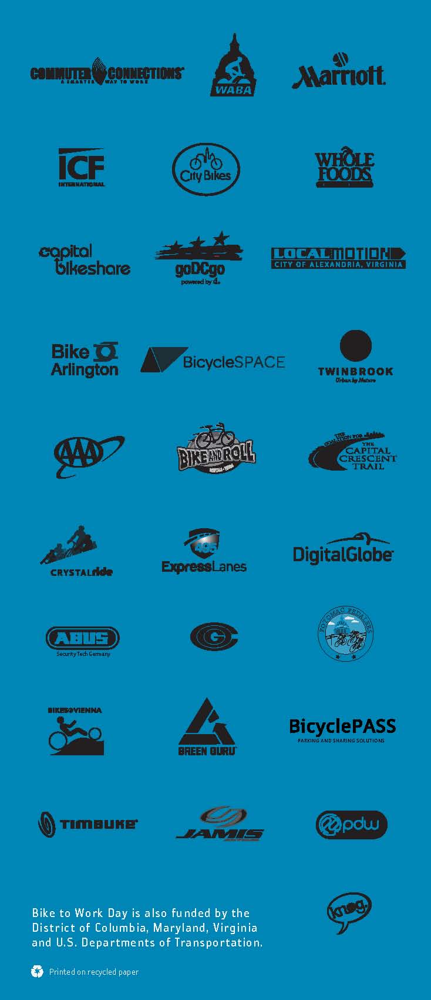 COMMUTER CONNECTIONS
A SMARTER WAY TO WORK
WABA
Marriott
ICF
INTERNATIONAL
City Bikes
WHOLE
FOODS
capital
bikeshare
goDCgo
powered by d.
LOCAL MOTION
CITY OF ALEXANDRIA, VIRGINIA
Bike
Arlington
BicycleSPACE
TWINBROOK
Urban by Nature
AAA
BIKE AND ROLL
RENTALS • TOURS
THE
COALITION FOR
THE
CAPITAL
CRESCENT
TRAIL
CRYSTALride
495
ExpressLanes
DigitalGlobe
ABUS
Security Tech Germany
G
POTOMAC PEDALERS
BIKES@VIENNA
GREEN GURU
BicyclePASS
PARKING AND SHARING SOLUTIONS
TIMBUK2
JAMIS
pdw
knog.
Bike to Work Day is also funded by the
District of Columbia, Maryland, Virginia
and U.S. Departments of Transportation.
Printed on recycled paper